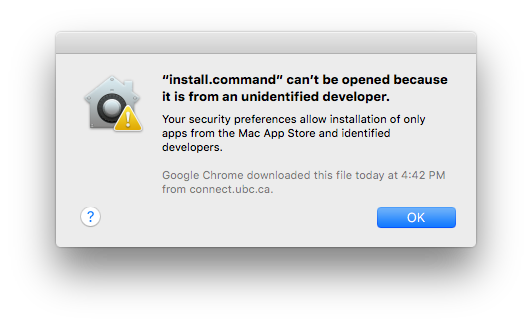 “install.command” can’t be opened because
it is from an unidentified developer.
Your security preferences allow installation of only
apps from the Mac App Store and identified
developers.
Google Chrome downloaded this file today at 4:42 PM
from connect.ubc.ca.
?
OK